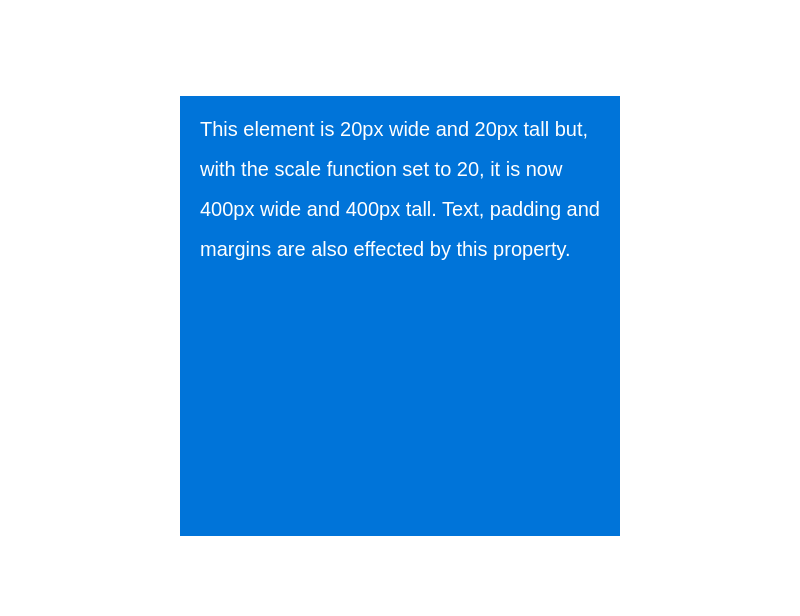 This element is 20px wide and 20px tall but,
with the scale function set to 20, it is now
400px wide and 400px tall. Text, padding and
margins are also effected by this property.